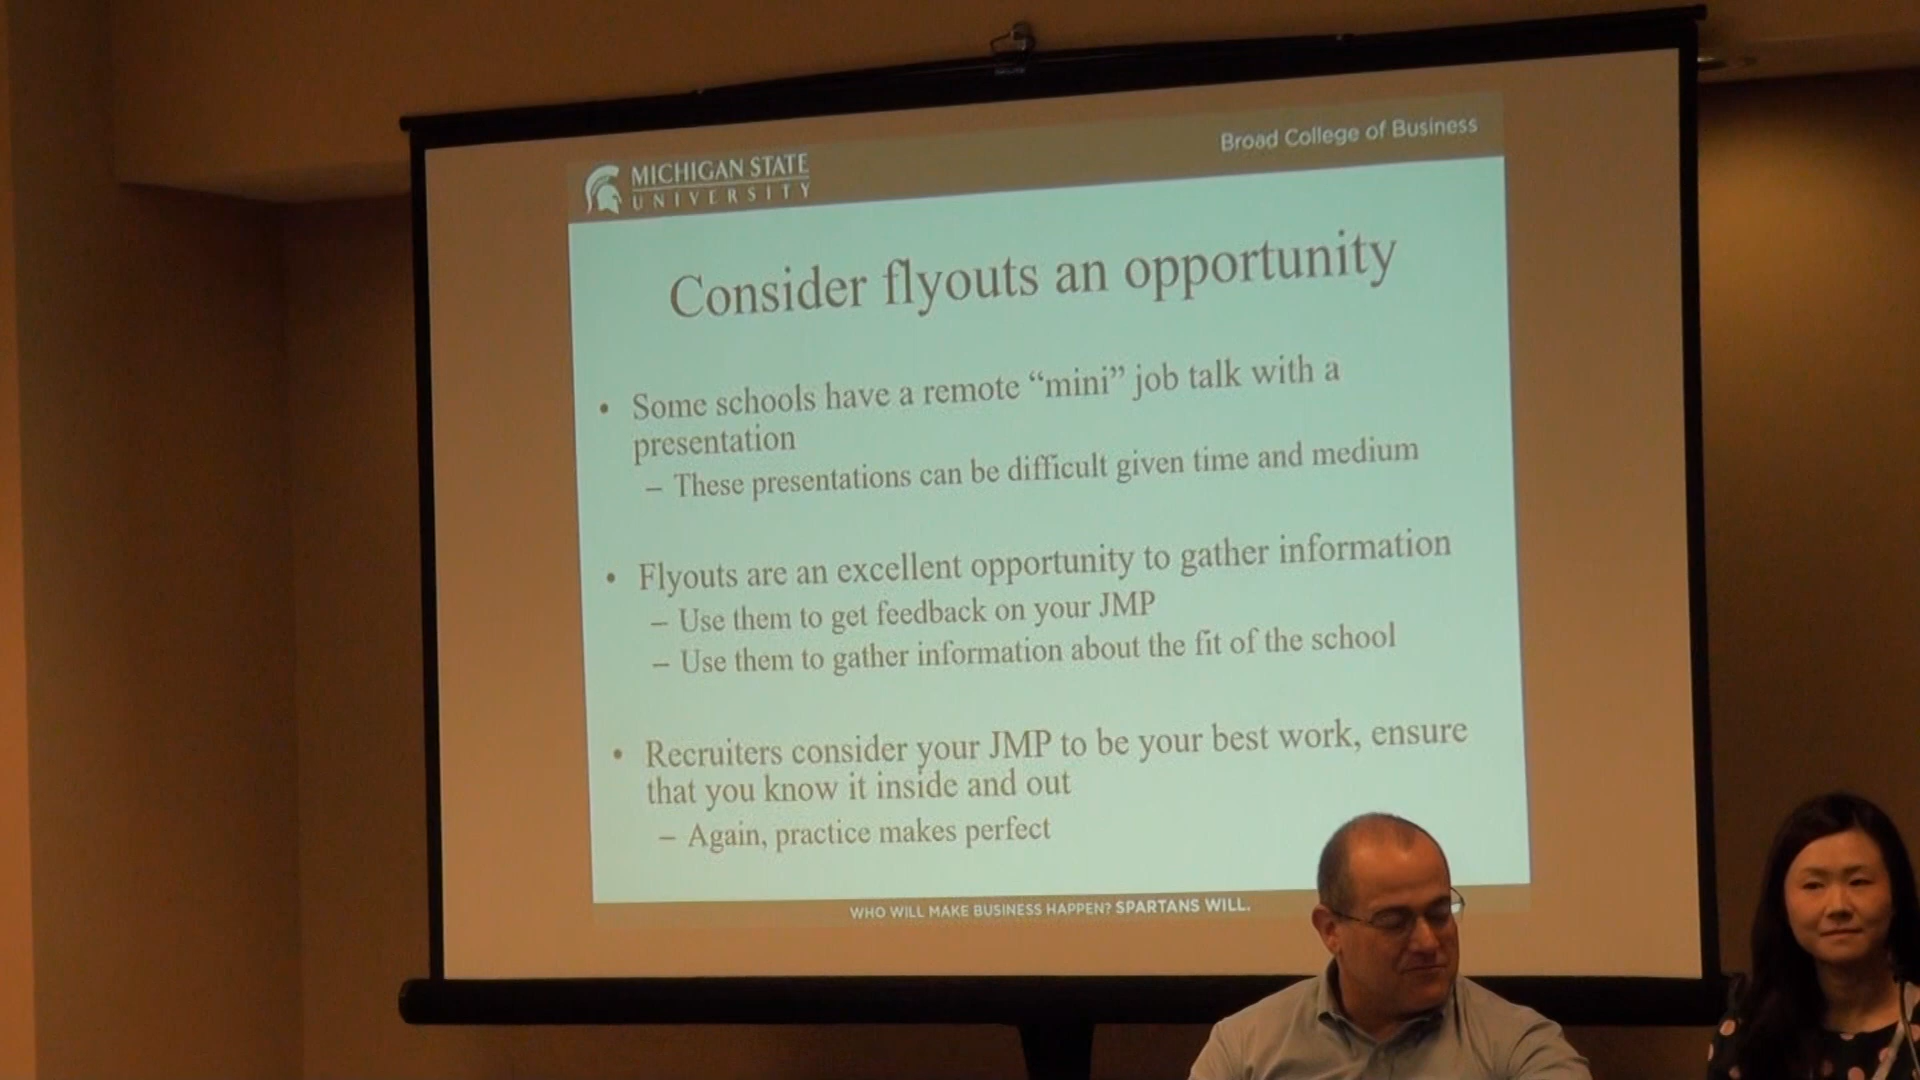 MICHIGAN STATE
UNIVERSITY
Broad College of Business
Consider flyouts an opportunity
• Some schools have a remote “mini” job talk with a
presentation
– These presentations can be difficult given time and medium
• Flyouts are an excellent opportunity to gather information
– Use them to get feedback on your JMP
– Use them to gather information about the fit of the school
• Recruiters consider your JMP to be your best work, ensure
that you know it inside and out
– Again, practice makes perfect
WHO WILL MAKE BUSINESS HAPPEN? SPARTANS WILL.